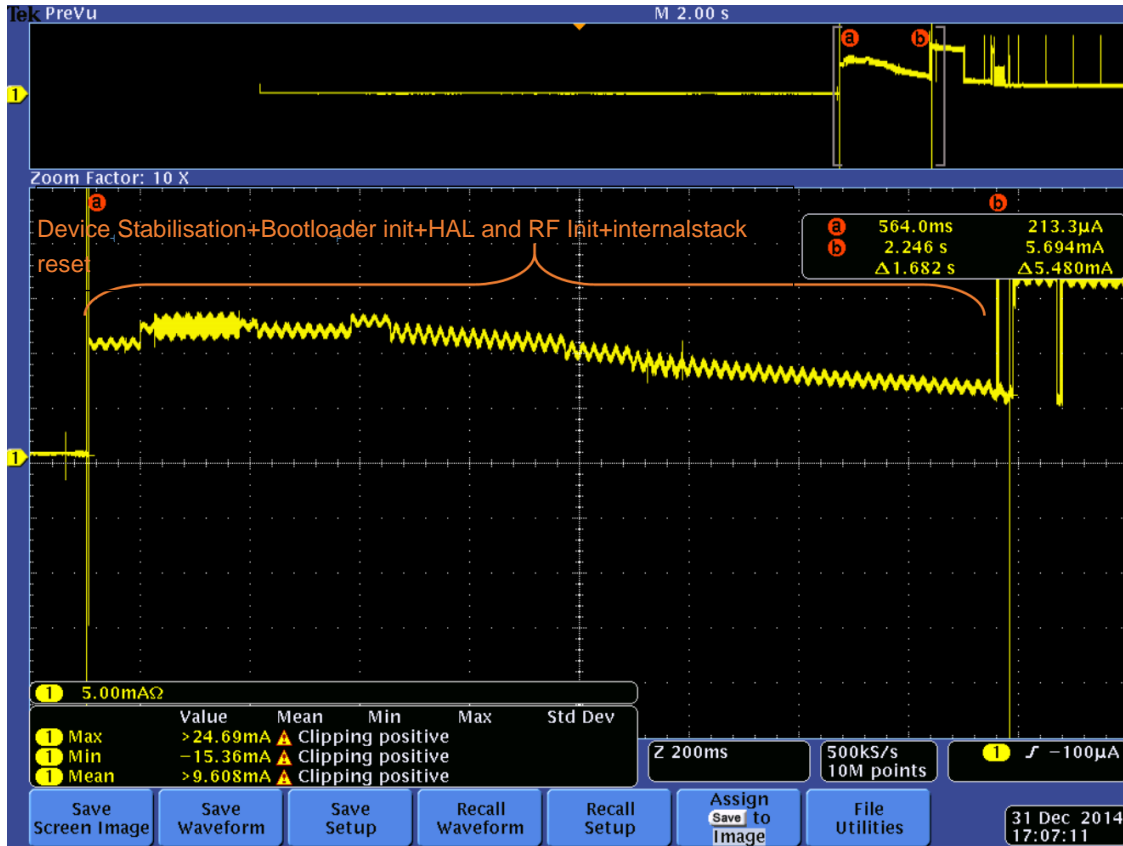 Tek PreVu M 2.00 s
a b
1
Zoom Factor: 10 X
a b
Device Stabilisation+Bootloader init+HAL and RF Init+internalstack
reset
a 564.0ms 213.3µA
b 2.246 s 5.694mA
Δ1.682 s Δ5.480mA
1
1 5.00mAΩ
Value Mean Min Max Std Dev
1 Max >24.69mA Clipping positive
1 Min −15.36mA Clipping positive
1 Mean >9.608mA Clipping positive
Z 200ms
500kS/s
10M points
1 −100µA
Save
Screen Image
Save
Waveform
Save
Setup
Recall
Waveform
Recall
Setup
Assign
Save to
Image
File
Utilities
31 Dec 2014
17:07:11